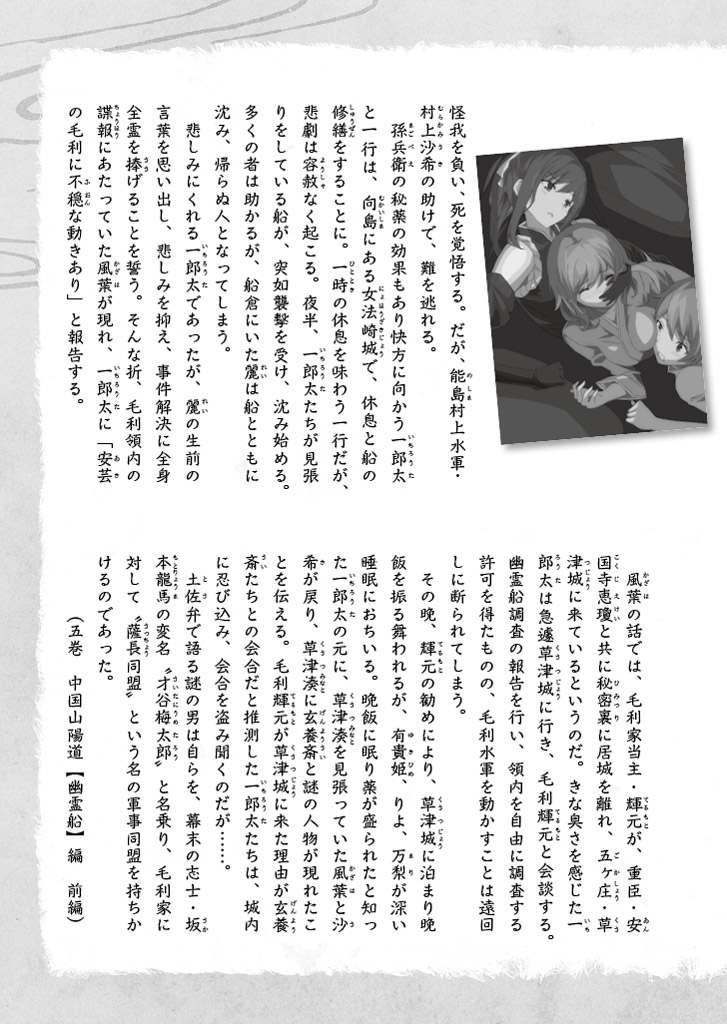 怪我を負い、死を覚悟する。だが、能島村上水軍・
村上沙希の助けで、難を逃れる。
孫兵衛の秘薬の効果もあり快方に向かう一郎太
と一行は、向島にある女法崎城で、休息と船の
修繕をすることに。一時の休息を味わう一行だが、
悲劇は容赦なく起こる。夜半、一郎太たちが見張
りをしている船が、突如襲撃を受け、沈み始める。
多くの者は助かるが、船倉にいた麗は船とともに
沈み、帰らぬ人となってしまう。
悲しみにくれる一郎太であったが、麗の生前の
言葉を思い出し、悲しみを抑え、事件解決に全身
全霊を捧げることを誓う。そんな折、毛利領内の
諜報にあたっていた風葉が現れ、一郎太に「安芸
の毛利に不穏な動きあり」と報告する。
風葉の話では、毛利家当主・輝元が、重臣・安
国寺恵瓊と共に秘密裏に居城を離れ、五ヶ庄・草
津城に来ているというのだ。きな臭さを感じた一
郎太は急遽草津城に行き、毛利輝元と会談する。
幽霊船調査の報告を行い、領内を自由に調査する
許可を得たものの、毛利水軍を動かすことは遠回
しに断られてしまう。
その晩、輝元の勧めにより、草津城に泊まり晩
飯を振る舞われるが、有貴姫、りよ、万梨が深い
睡眠におちいる。晩飯に眠り薬が盛られたと知っ
た一郎太の元に、草津湊を見張っていた風葉と沙
希が戻り、草津湊に玄養斎と謎の人物が現れたこ
とを伝える。毛利輝元が草津城に来た理由が玄養
斎たちとの会合だと推測した一郎太たちは、城内
に忍び込み、会合を盗み聞くのだが……。
土佐弁で語る謎の男は自らを、幕末の志士・坂
本龍馬の変名〝才谷梅太郎〟と名乗り、毛利家に
対して〝薩長同盟〟という名の軍事同盟を持ちか
けるのであった。
（五巻　中国山陽道【幽霊船】編　前編）